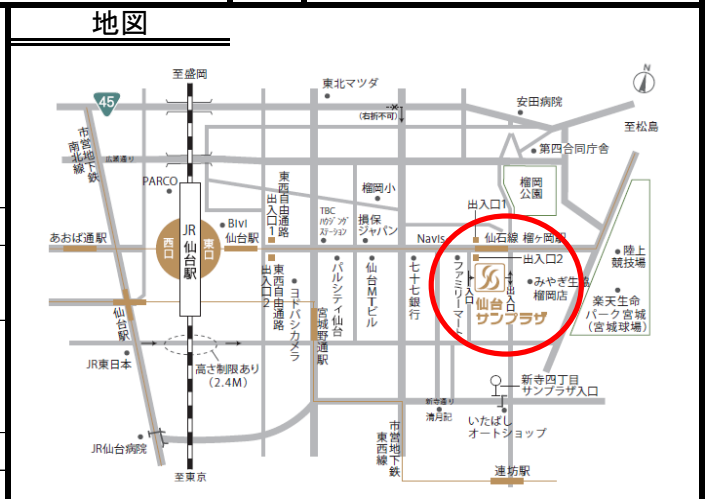 地図
至盛岡
N
45
東北マツダ
(右折不可)
安田病院
至松島
市営地下鉄
南北線
広瀬通り
第四合同庁舎
PARCO
東西自由通路
出入口1
榴岡小
榴岡
公園
出入口1
TBC
ハウジング
ステーション
損保
ジャパン
BIVI
あおば通駅
西口
JR
仙台駅
東口
仙台駅
Navis
仙石線 榴ヶ岡駅
出入口2
陸上
競技場
東西自由通路
出入口2
ヨドバシカメラ
パルシティ仙台
仙台MTビル
七十七銀行
ファミリーマート
入口
出入口
みやぎ生協
榴岡店
仙台
サンプラザ
楽天生命
パーク宮城
(宮城球場)
仙台駅
宮城野通駅
JR東日本
高さ制限あり
(2.4M)
新寺四丁目
サンプラザ入口
新寺通り
清月記
いたばし
オートショップ
JR仙台病院
市営地下鉄
東西線
至東京
連坊駅